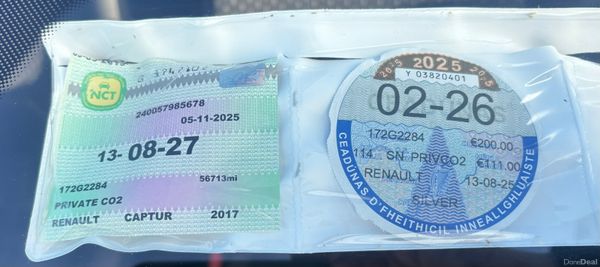 NCT
240057985678
05-11-2025
13- 08-27
172G2284
56713mi
PRIVATE CO2
RENAULT CAPTUR 2017
2025
Y 03820401
02-26
172G2284 €200.00
114 SN PRIVCO2 €111.00
RENAULT 13-08-25
SILVER
CEADÚNAS D'FHEITHICIL INNEALLGHLUAISTE
DoneDeal